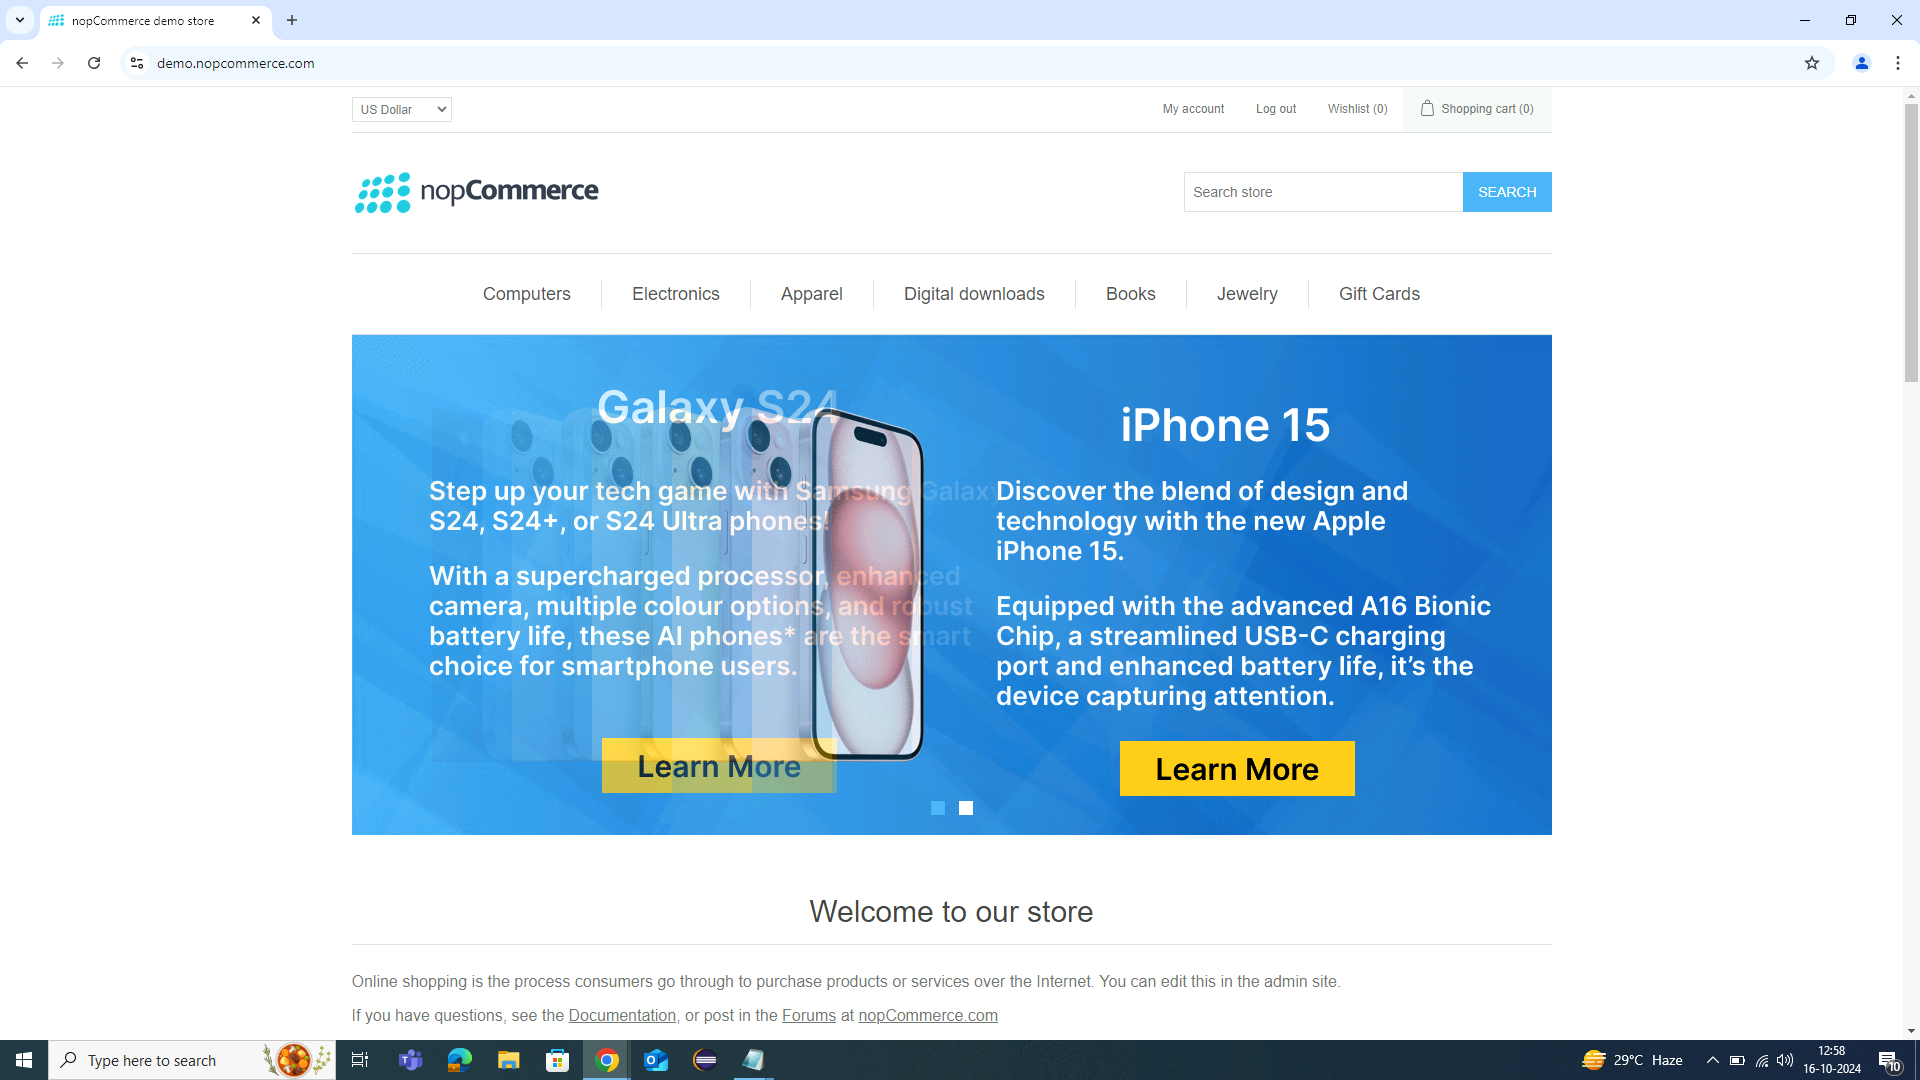 nopCommerce demo store
demo.nopcommerce.com
US Dollar
My account
Log out
Wishlist (0)
Shopping cart (0)
nopCommerce
Search store
SEARCH
Computers
Electronics
Apparel
Digital downloads
Books
Jewelry
Gift Cards
Galaxy S24
Step up your tech game with Samsung Galaxy
S24, S24+, or S24 Ultra phones!
With a supercharged processor, enhanced
camera, multiple colour options, and robust
battery life, these AI phones* are the smart
choice for smartphone users.
Learn More
iPhone 15
Discover the blend of design and
technology with the new Apple
iPhone 15.
Equipped with the advanced A16 Bionic
Chip, a streamlined USB-C charging
port and enhanced battery life, it's the
device capturing attention.
Learn More
Welcome to our store
Online shopping is the process consumers go through to purchase products or services over the Internet. You can edit this in the admin site.
If you have questions, see the Documentation, or post in the Forums at nopCommerce.com
Type here to search
29°C Haze
12:58
16-10-2024
10